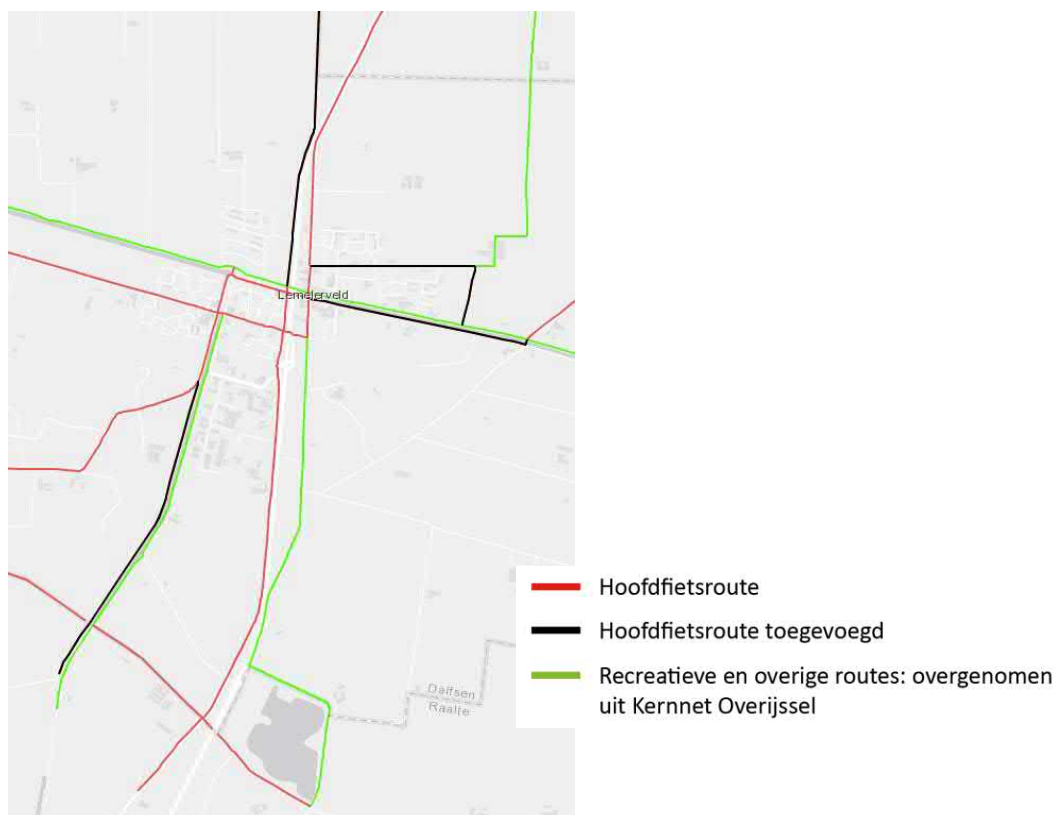 Lemelerveld
Hoofdfietsroute
Hoofdfietsroute toegevoegd
Recreatieve en overige routes: overgenomen
uit Kernnet Overijssel
Dalfsen
Raalte